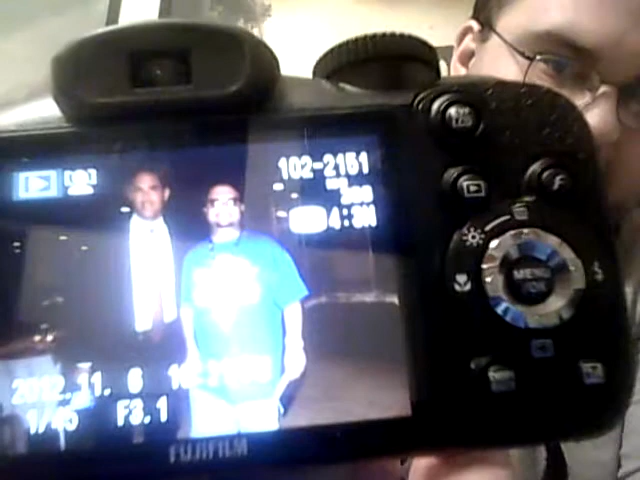 102-2151
4:3N
2012.11. 6
1/45 F3.1
FUJIFILM
MENU
/OK